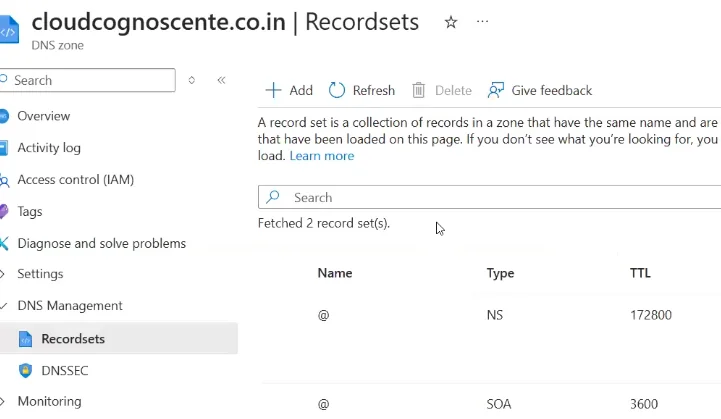 cloudcognoscente.co.in | Recordsets
DNS zone
Search
Overview
Activity log
Access control (IAM)
Tags
Diagnose and solve problems
Settings
DNS Management
Recordsets
DNSSEC
Monitoring
Add Refresh Delete Give feedback
A record set is a collection of records in a zone that have the same name and are
that have been loaded on this page. If you don't see what you're looking for, you
load. Learn more
Search
Fetched 2 record set(s).
Name Type TTL
@ NS 172800
@ SOA 3600